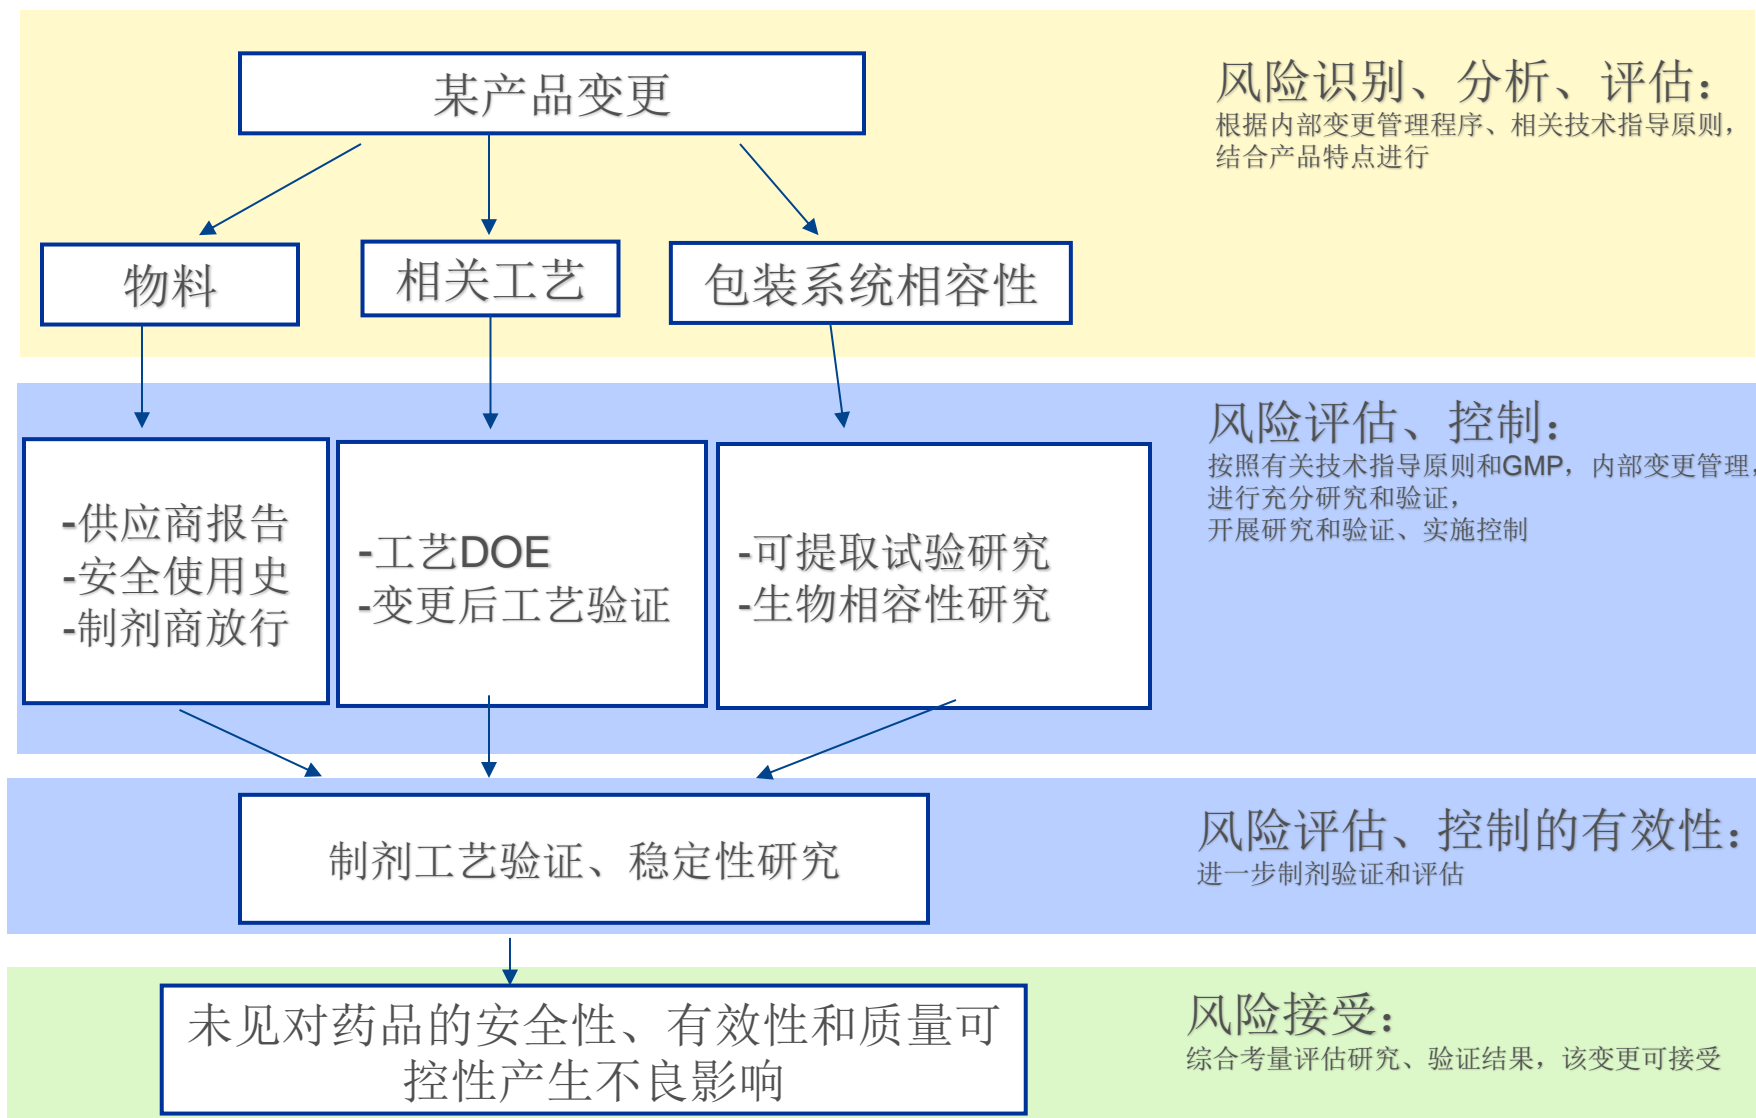 某产品变更
风险识别、分析、评估：
根据内部变更管理程序、相关技术指导原则，
结合产品特点进行
物料
相关工艺
包装系统相容性
风险评估、控制：
按照有关技术指导原则和GMP，内部变更管理，
进行充分研究和验证，
开展研究和验证、实施控制
-供应商报告
-安全使用史
-制剂商放行
-工艺DOE
-变更后工艺验证
-可提取试验研究
-生物相容性研究
制剂工艺验证、稳定性研究
风险评估、控制的有效性：
进一步制剂验证和评估
未见对药品的安全性、有效性和质量可
控性产生不良影响
风险接受：
综合考量评估研究、验证结果，该变更可接受